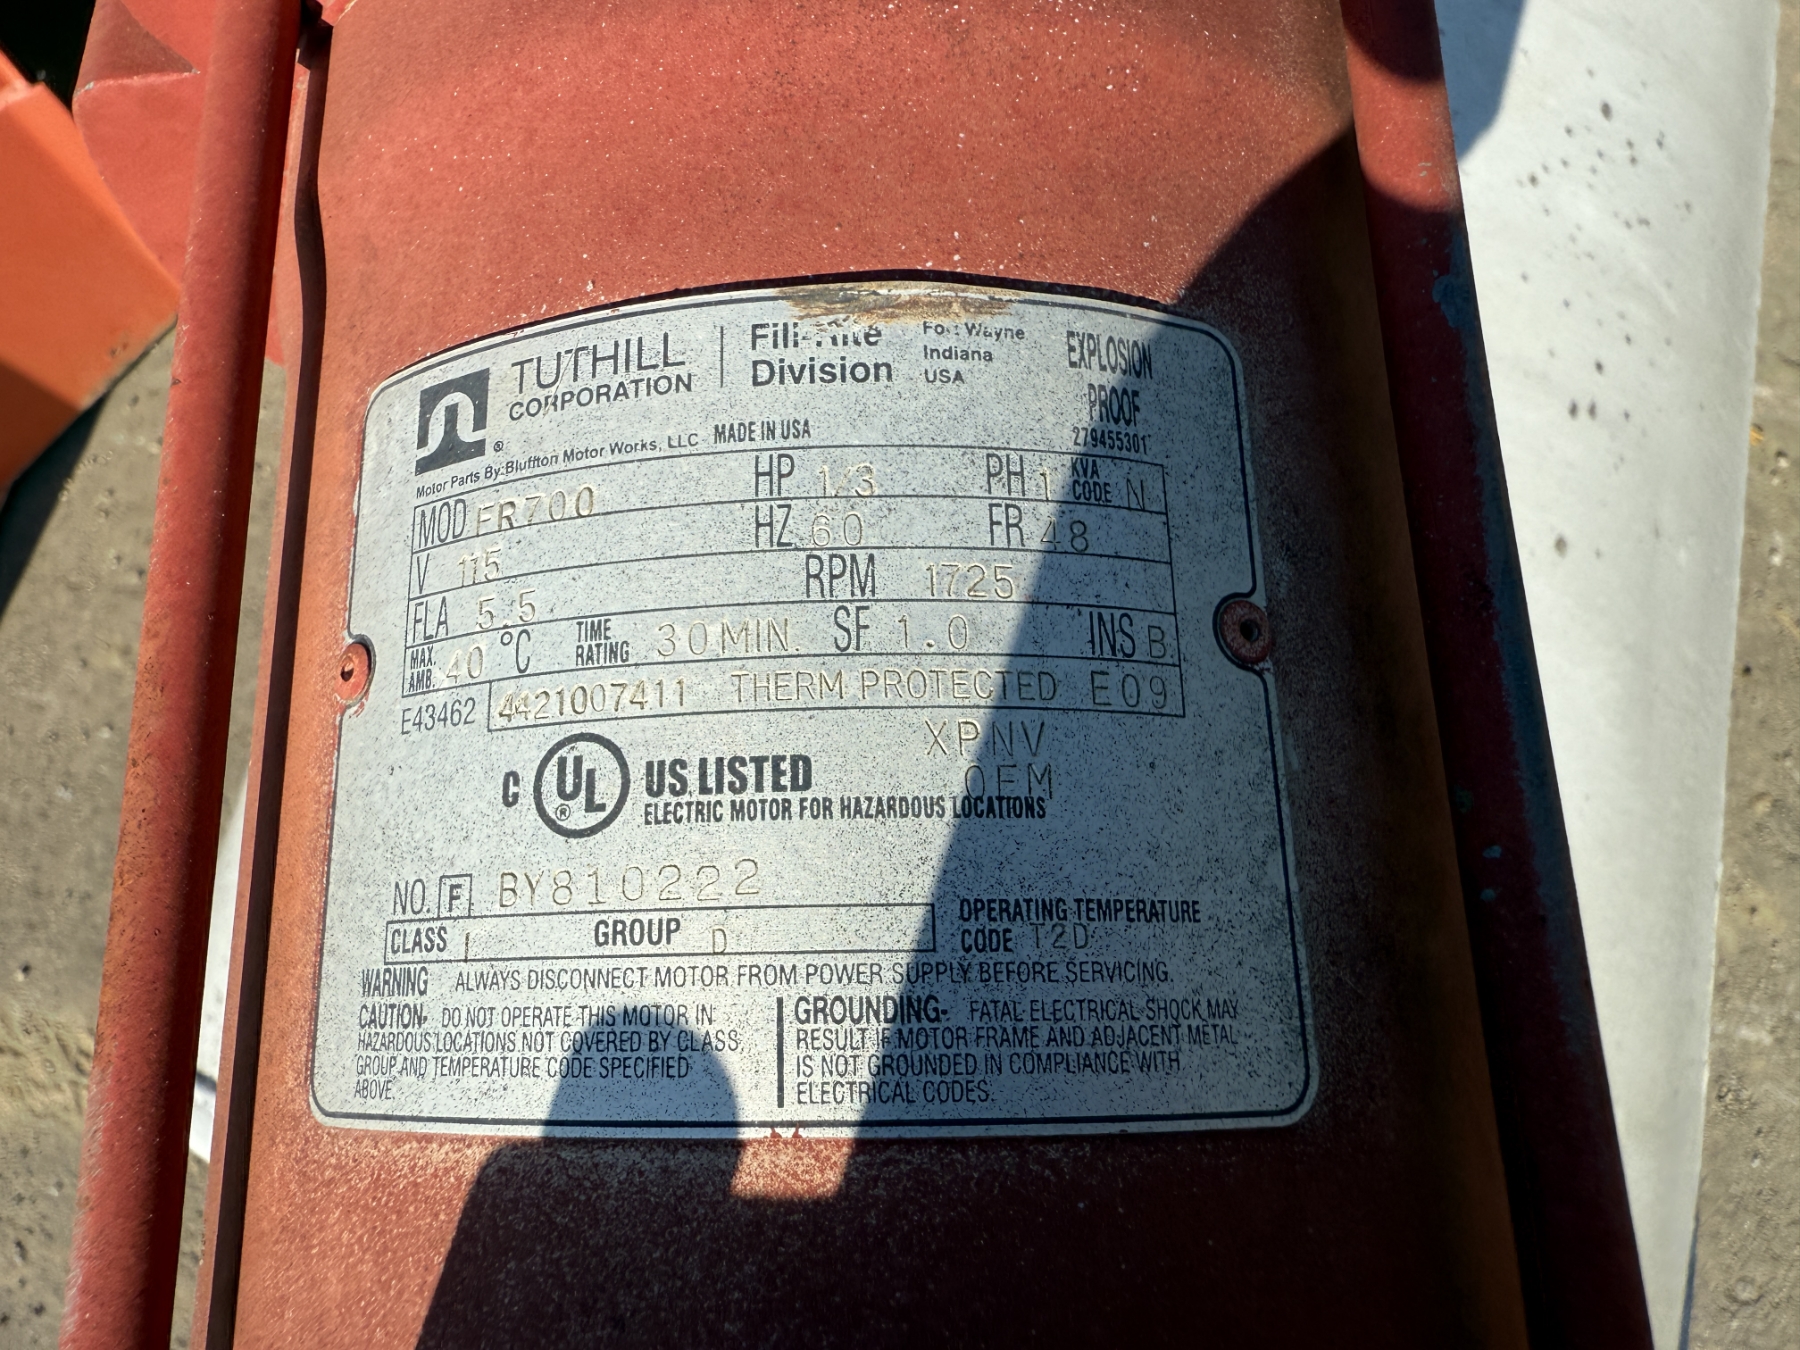 TUTHILL
CORPORATION
Fill-Rite
Division
Fort Wayne
Indiana
USA
EXPLOSION
PROOF
279455301
Motor Parts By: Bluffton Motor Works, LLC MADE IN USA
MOD FR700 HP 1/3 PH 1 KVA CODE N
V 115 HZ 60 FR 48
FLA 5.5 RPM 1725
MAX. AMB. 40 °C TIME RATING 30 MIN. SF 1.0 INS B
E43462 4421007411 THERM PROTECTED E09
XPNV
OEM
C UL ® US LISTED
ELECTRIC MOTOR FOR HAZARDOUS LOCATIONS
NO. F BY810222
CLASS I GROUP D
OPERATING TEMPERATURE
CODE T2D
WARNING ALWAYS DISCONNECT MOTOR FROM POWER SUPPLY BEFORE SERVICING.
CAUTION- DO NOT OPERATE THIS MOTOR IN
HAZARDOUS LOCATIONS NOT COVERED BY CLASS,
GROUP AND TEMPERATURE CODE SPECIFIED
ABOVE.
GROUNDING- FATAL ELECTRICAL SHOCK MAY
RESULT IF MOTOR FRAME AND ADJACENT METAL
IS NOT GROUNDED IN COMPLIANCE WITH
ELECTRICAL CODES.